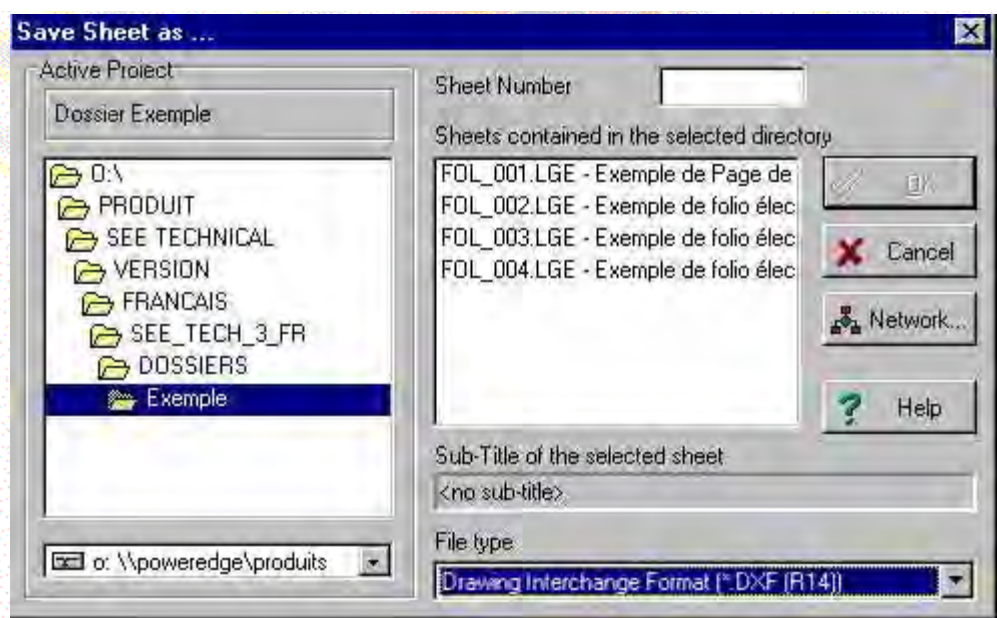 Save Sheet as ...
Active Project
Dossier Exemple
O:\
PRODUIT
SEE TECHNICAL
VERSION
FRANCAIS
SEE_TECH_3_FR
DOSSIERS
Exemple
o: \\poweredge\produits
Sheet Number
Sheets contained in the selected directory
FOL_001.LGE - Exemple de Page de
FOL_002.LGE - Exemple de folio élec
FOL_003.LGE - Exemple de folio élec
FOL_004.LGE - Exemple de folio élec
OK
Cancel
Network...
Help
Sub-Title of the selected sheet
<no sub-title>
File type
Drawing Interchange Format (*.DXF (R14))